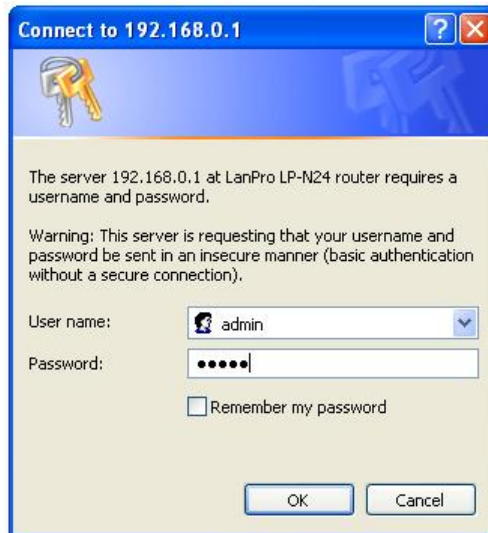 Connect to 192.168.0.1
The server 192.168.0.1 at LanPro LP-N24 router requires a
username and password.
Warning: This server is requesting that your username and
password be sent in an insecure manner (basic authentication
without a secure connection).
User name:
admin
Password:
●●●●●
Remember my password
OK
Cancel